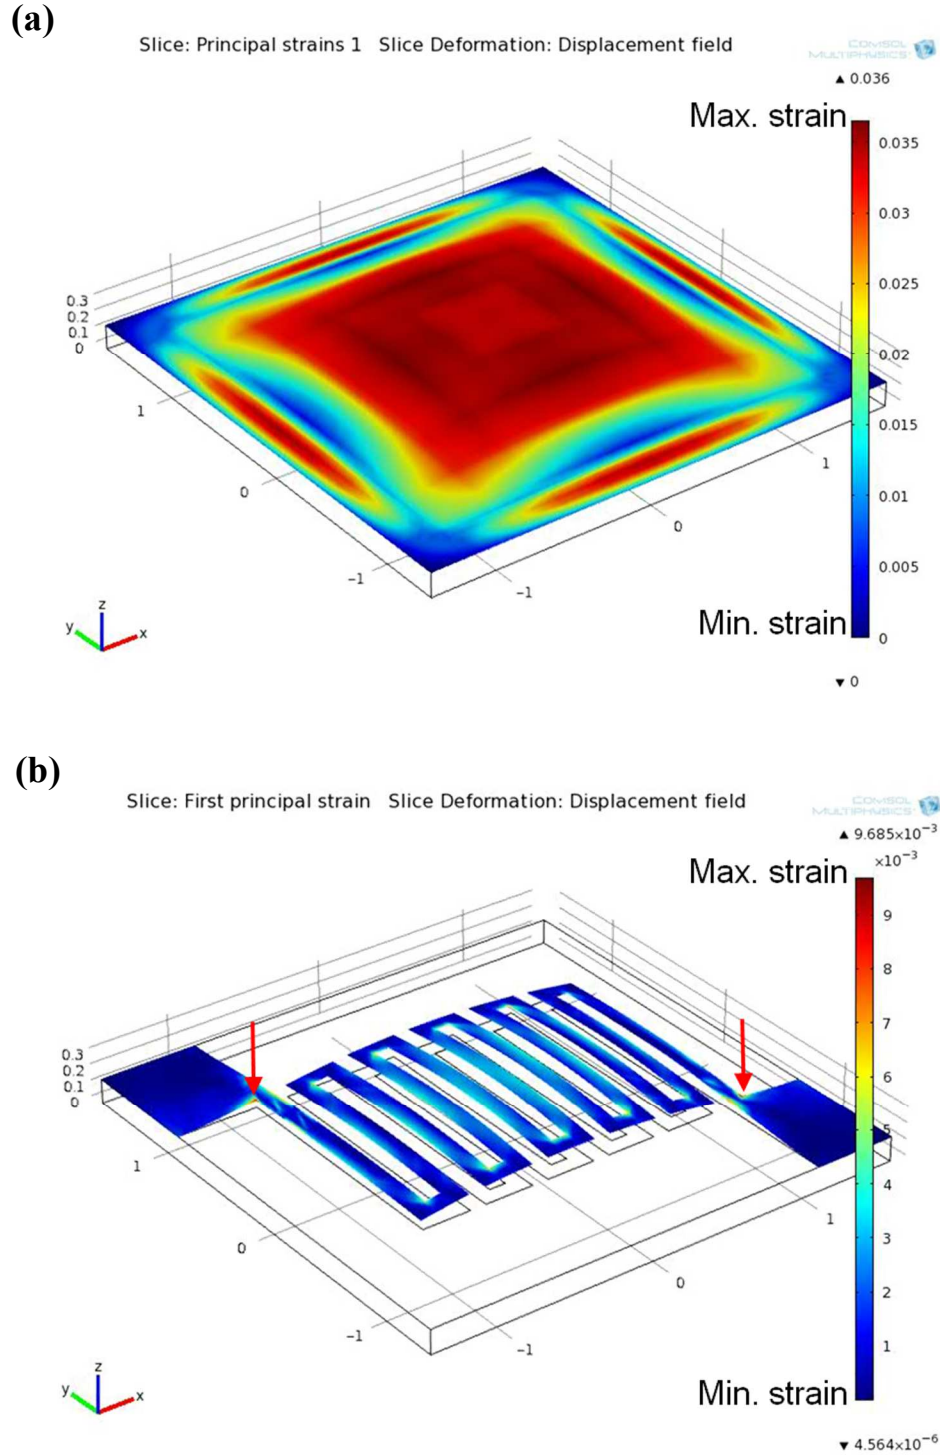 (a)
Slice: Principal strains 1 Slice Deformation: Displacement field
COMSOL
MULTIPHYSICS
▲ 0.036
Max. strain
0.035
0.03
0.025
0.02
0.015
0.01
0.005
0
Min. strain
▼ 0
0.3
0.2
0.1
0
1
0
−1
−1
0
1
z
y
x
(b)
Slice: First principal strain Slice Deformation: Displacement field
COMSOL
MULTIPHYSICS
▲ 9.685×10⁻³
×10⁻³
Max. strain
9
8
7
6
5
4
3
2
1
Min. strain
▼ 4.564×10⁻⁶
0.3
0.2
0.1
0
1
0
−1
−1
0
1
z
y
x